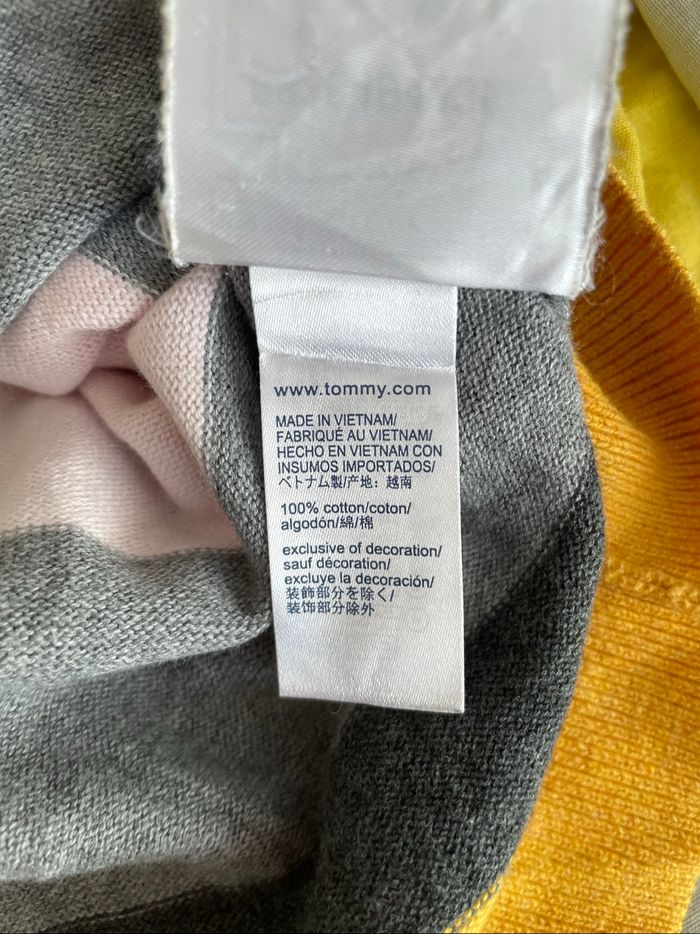 www.tommy.com
MADE IN VIETNAM/
FABRIQUÉ AU VIETNAM/
HECHO EN VIETNAM CON
INSUMOS IMPORTADOS/
ベトナム製/产地：越南
100% cotton/coton/
algodón/綿/棉
exclusive of decoration/
sauf décoration/
excluye la decoración/
装飾部分を除く/
装饰部分除外